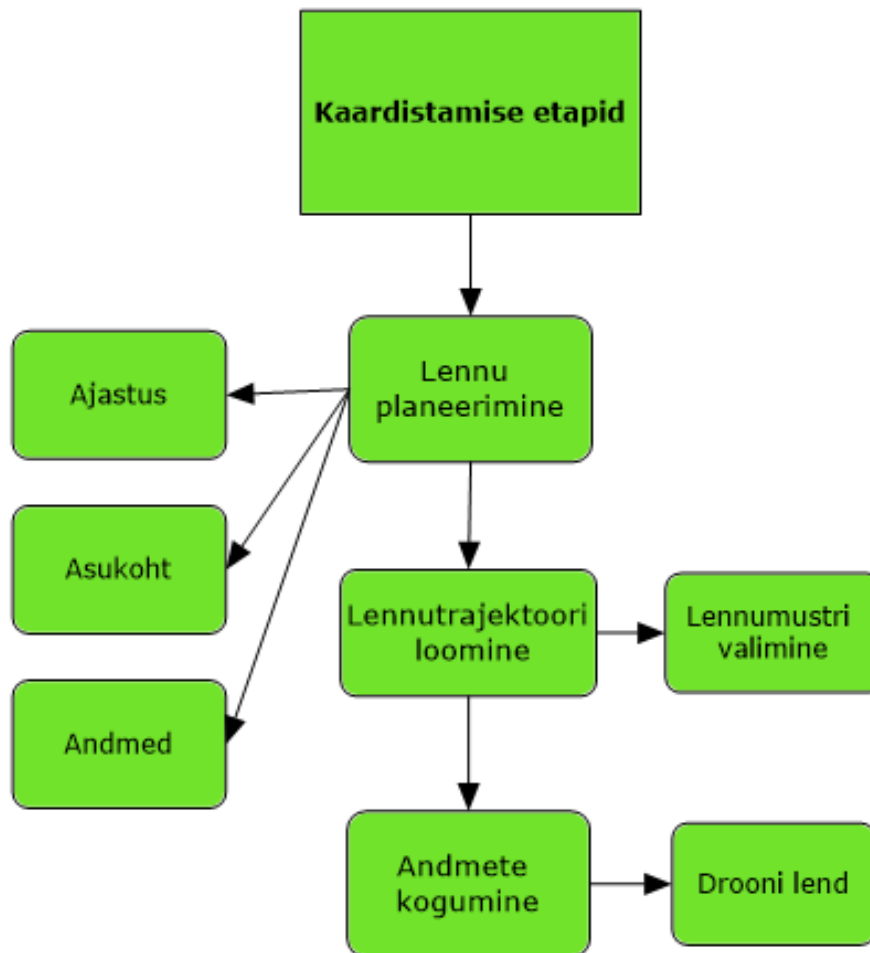 Kaardistamise etapid
Lennu
planeerimine
Ajastus
Asukoht
Andmed
Lennutrajektoori
loomine
Lennumustri
valimine
Andmete
kogumine
Drooni lend